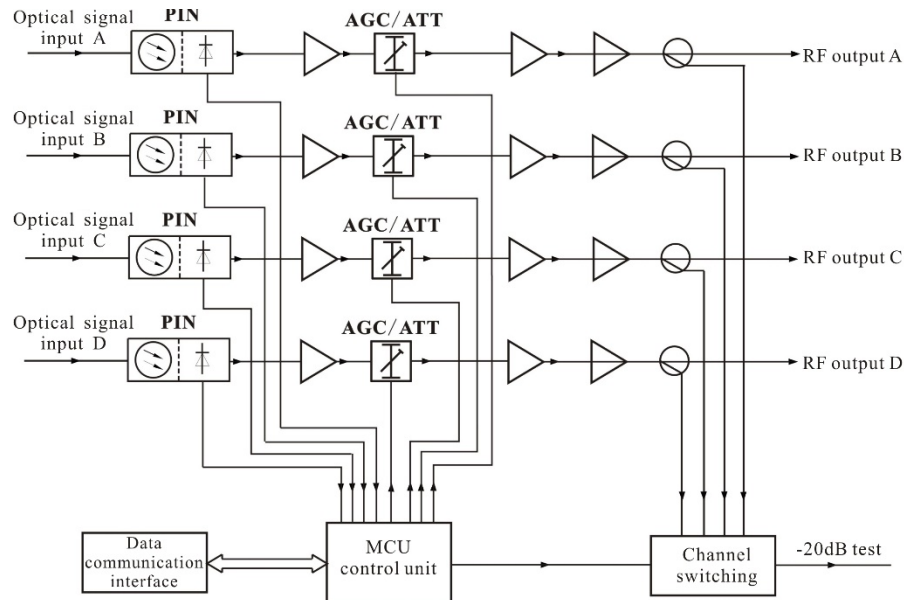 Optical signal
input A
PIN
AGC/ATT
RF output A
Optical signal
input B
PIN
AGC/ATT
RF output B
Optical signal
input C
PIN
AGC/ATT
RF output C
Optical signal
input D
PIN
AGC/ATT
RF output D
Data
communication
interface
MCU
control unit
Channel
switching
-20dB test